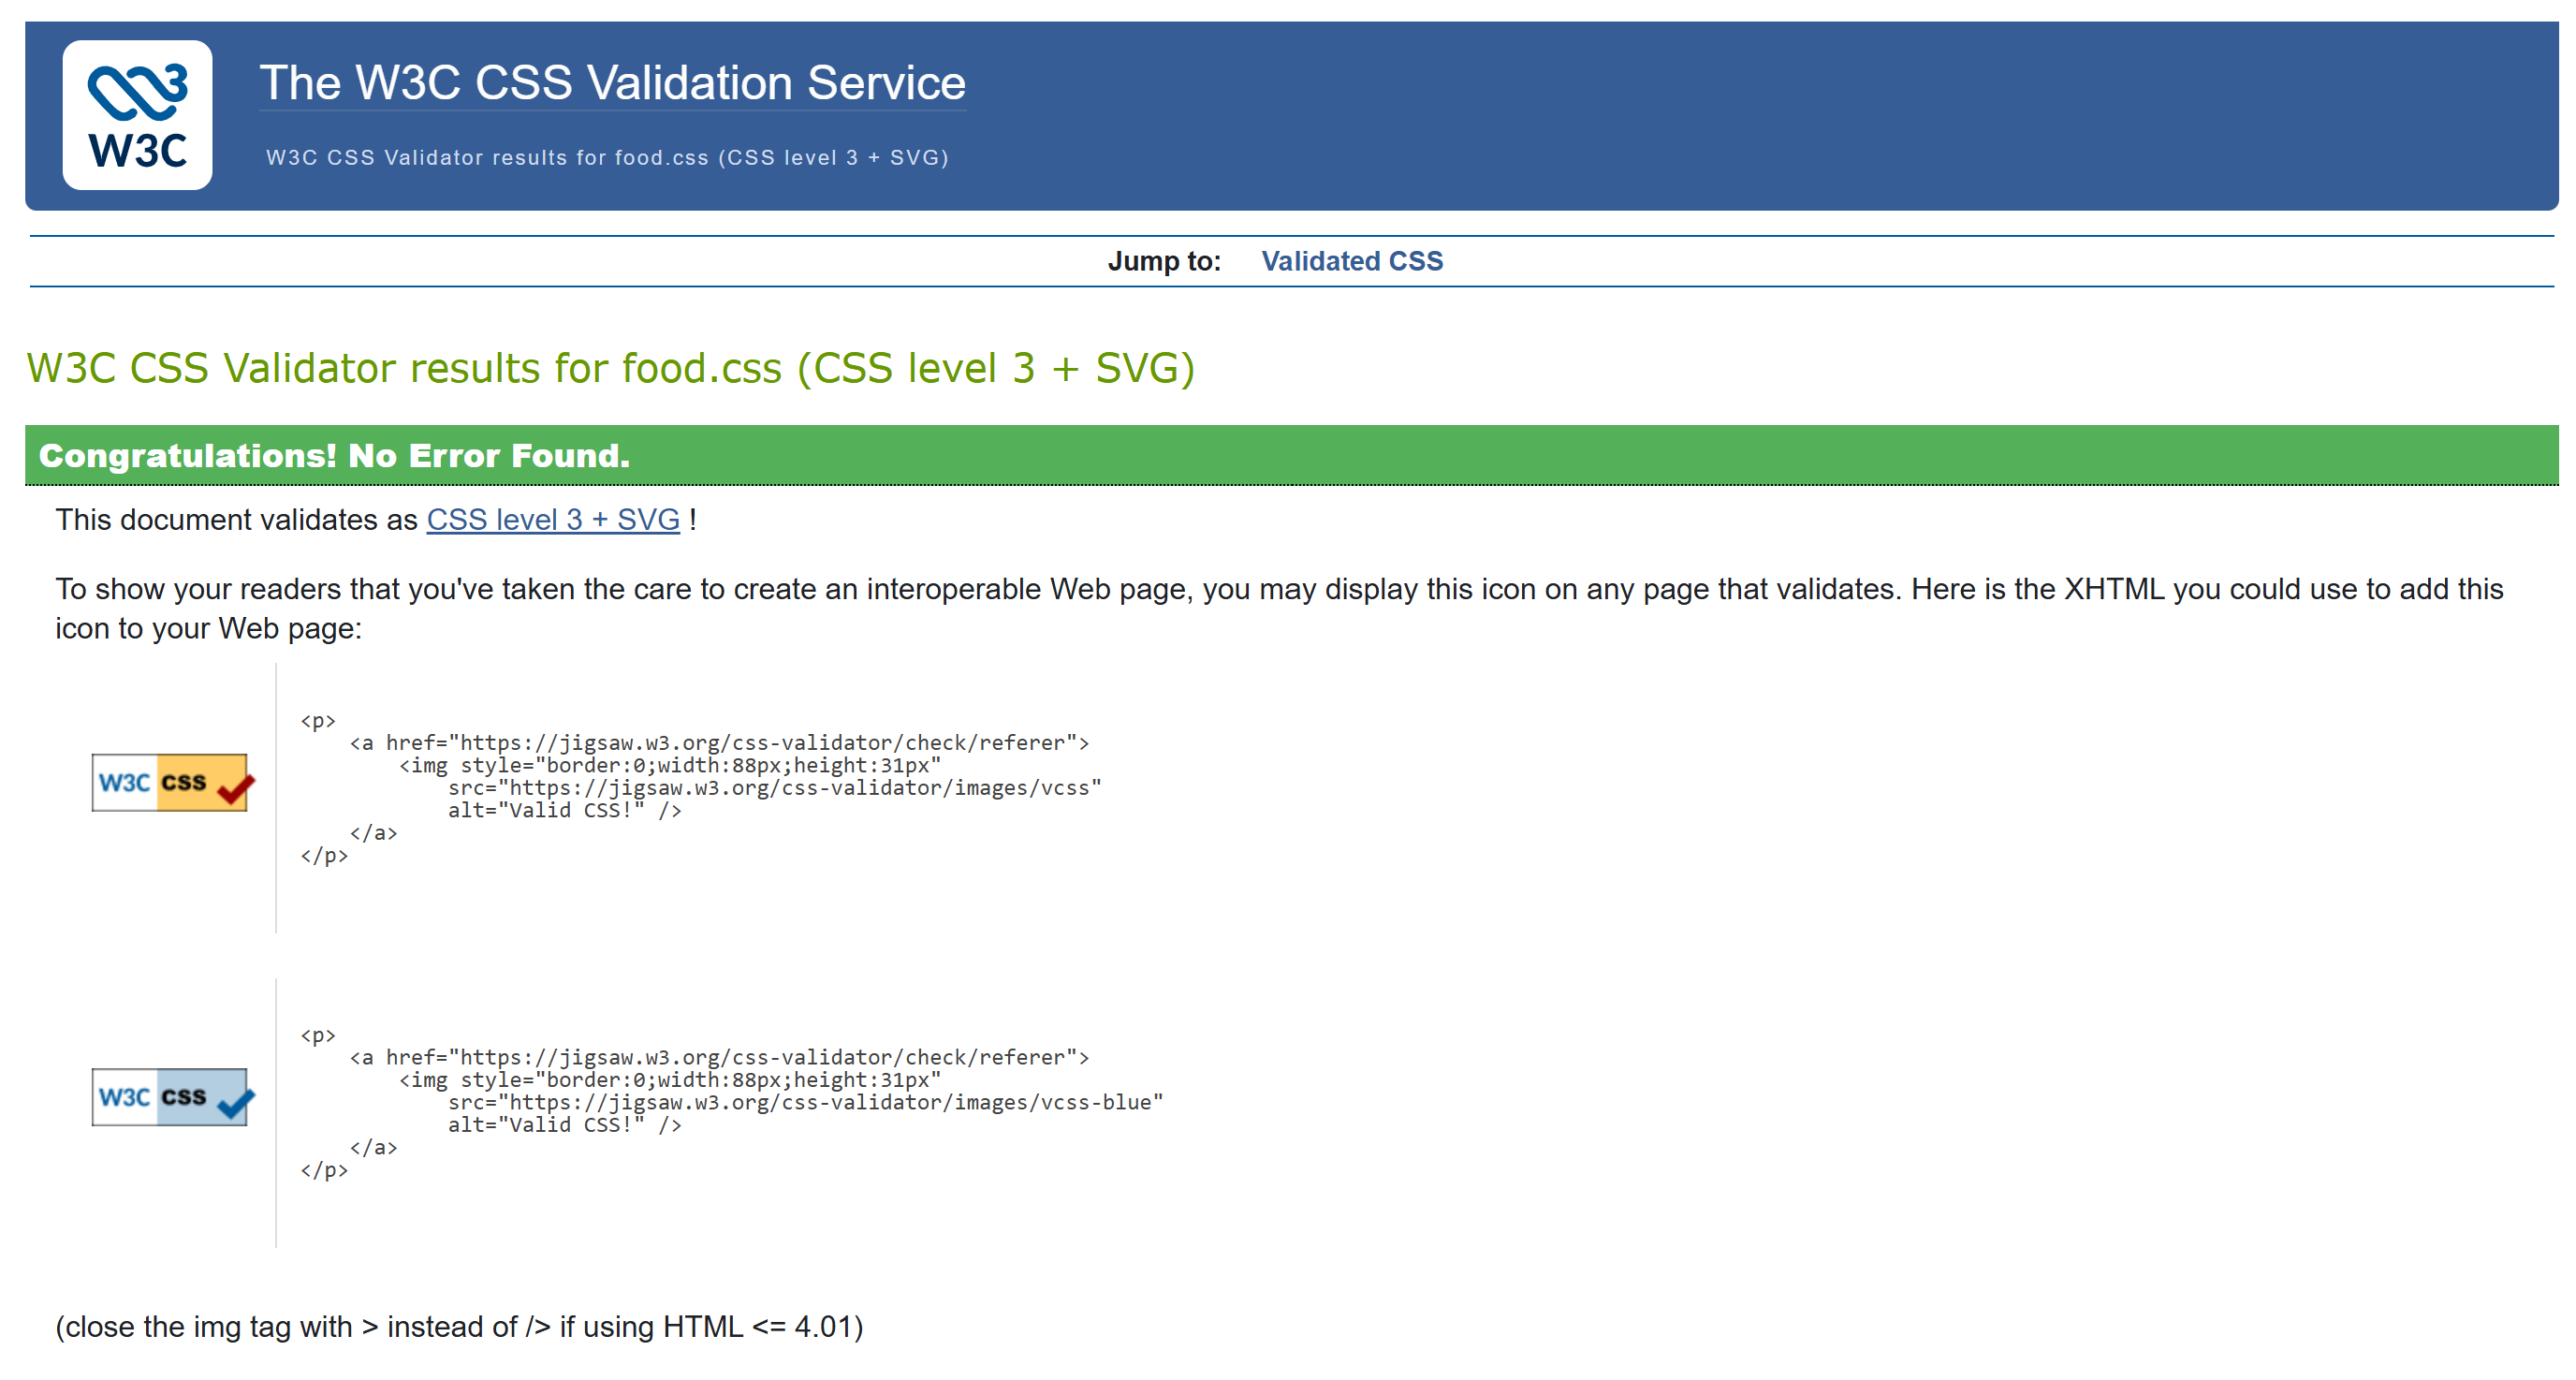 W3C
The W3C CSS Validation Service
W3C CSS Validator results for food.css (CSS level 3 + SVG)
Jump to: Validated CSS
W3C CSS Validator results for food.css (CSS level 3 + SVG)
Congratulations! No Error Found.
This document validates as CSS level 3 + SVG !
To show your readers that you've taken the care to create an interoperable Web page, you may display this icon on any page that validates. Here is the XHTML you could use to add this
icon to your Web page:
W3C css
<p>
    <a href="https://jigsaw.w3.org/css-validator/check/referer">
        <img style="border:0;width:88px;height:31px"
            src="https://jigsaw.w3.org/css-validator/images/vcss"
            alt="Valid CSS!" />
    </a>
</p>
W3C css
<p>
    <a href="https://jigsaw.w3.org/css-validator/check/referer">
        <img style="border:0;width:88px;height:31px"
            src="https://jigsaw.w3.org/css-validator/images/vcss-blue"
            alt="Valid CSS!" />
    </a>
</p>
(close the img tag with > instead of /> if using HTML <= 4.01)